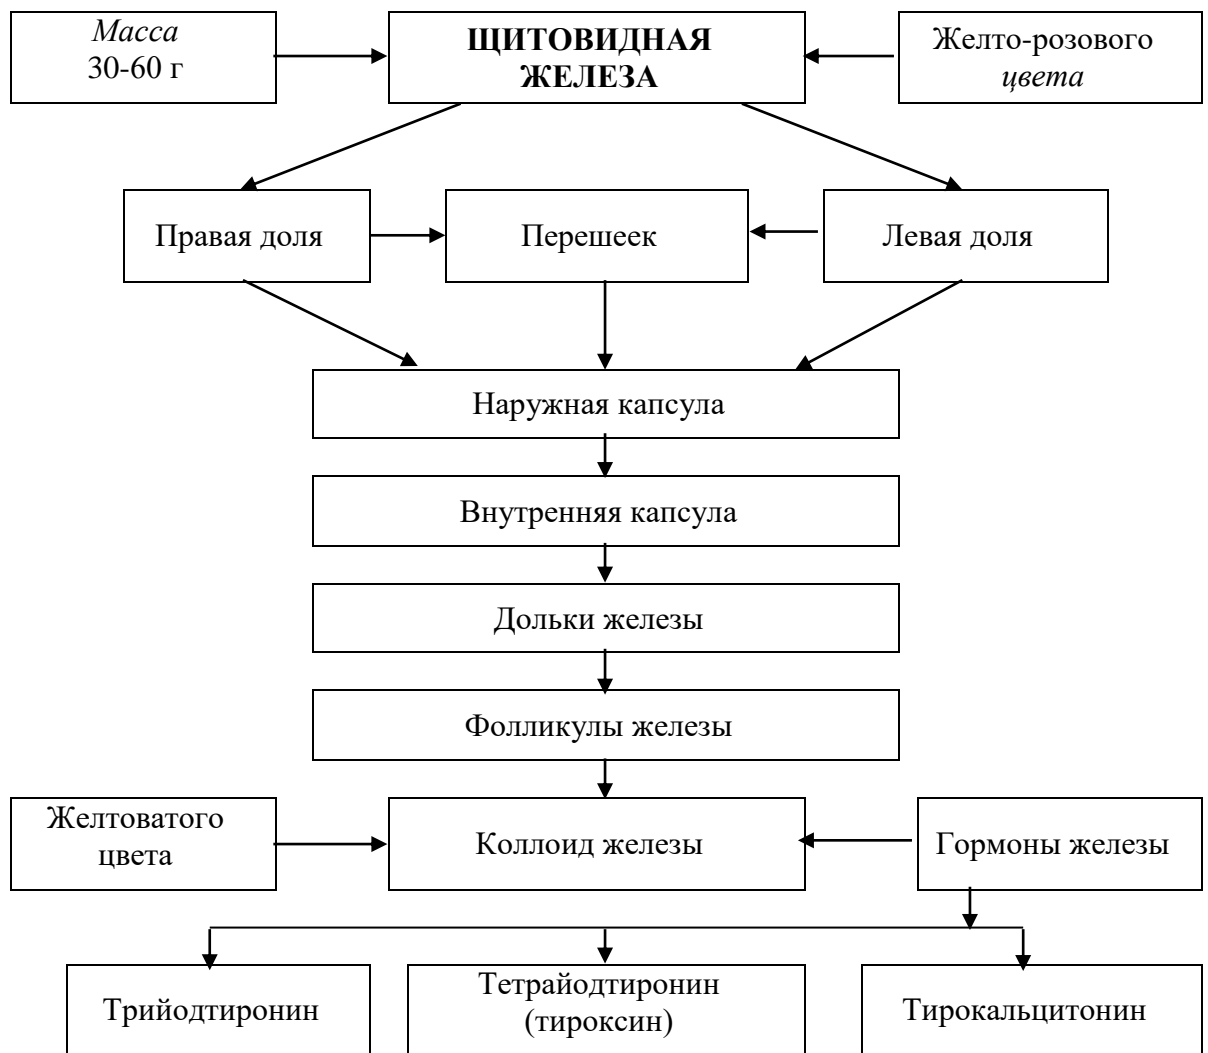 Масса
30-60 г
ЩИТОВИДНАЯ
ЖЕЛЕЗА
Желто-розового
цвета
Правая доля
Перешеек
Левая доля
Наружная капсула
Внутренняя капсула
Дольки железы
Фолликулы железы
Желтоватого
цвета
Коллоид железы
Гормоны железы
Трийодтиронин
Тетрайодтиронин
(тироксин)
Тирокальцитонин